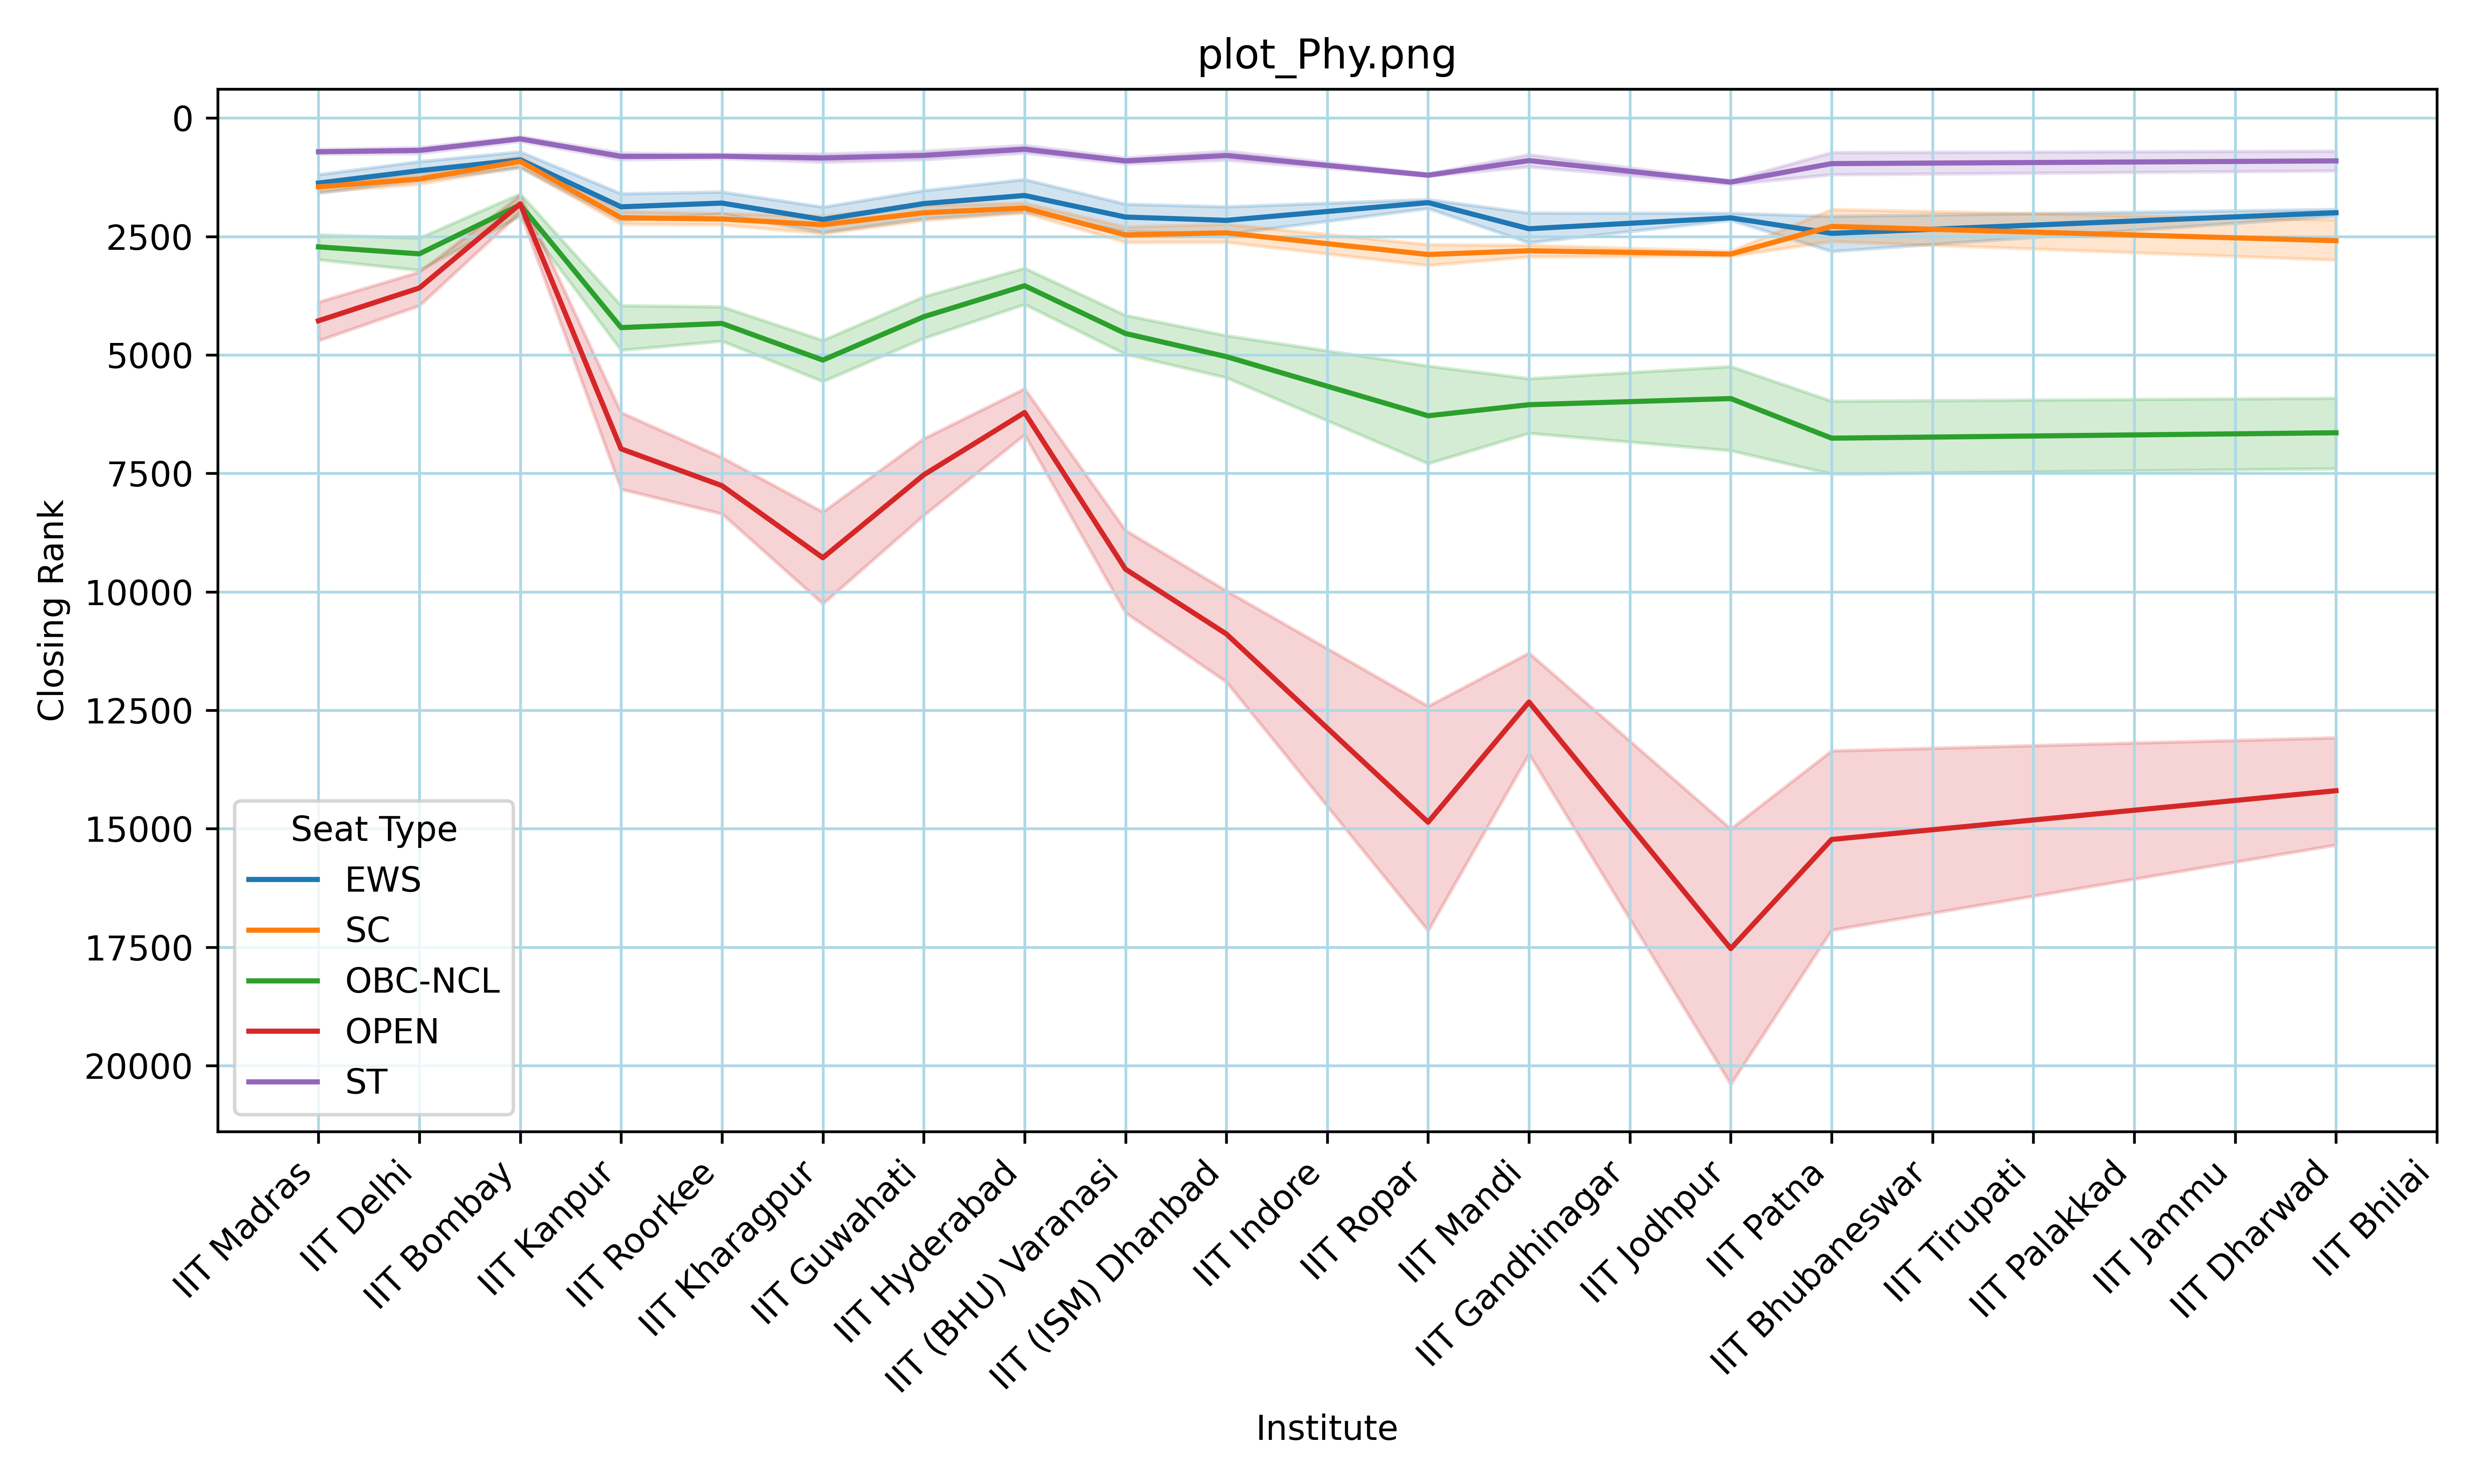 plot_Phy.png
0
2500
5000
7500
10000
12500
15000
17500
20000
Closing Rank
Seat Type
EWS
SC
OBC-NCL
OPEN
ST
IIT Madras
IIT Delhi
IIT Bombay
IIT Kanpur
IIT Roorkee
IIT Kharagpur
IIT Guwahati
IIT Hyderabad
IIT (BHU) Varanasi
IIT (ISM) Dhanbad
IIT Indore
IIT Ropar
IIT Mandi
IIT Gandhinagar
IIT Jodhpur
IIT Patna
IIT Bhubaneswar
IIT Tirupati
IIT Palakkad
IIT Jammu
IIT Dharwad
IIT Bhilai
Institute